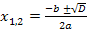 x₁,₂ = (−b ± √D) / 2a